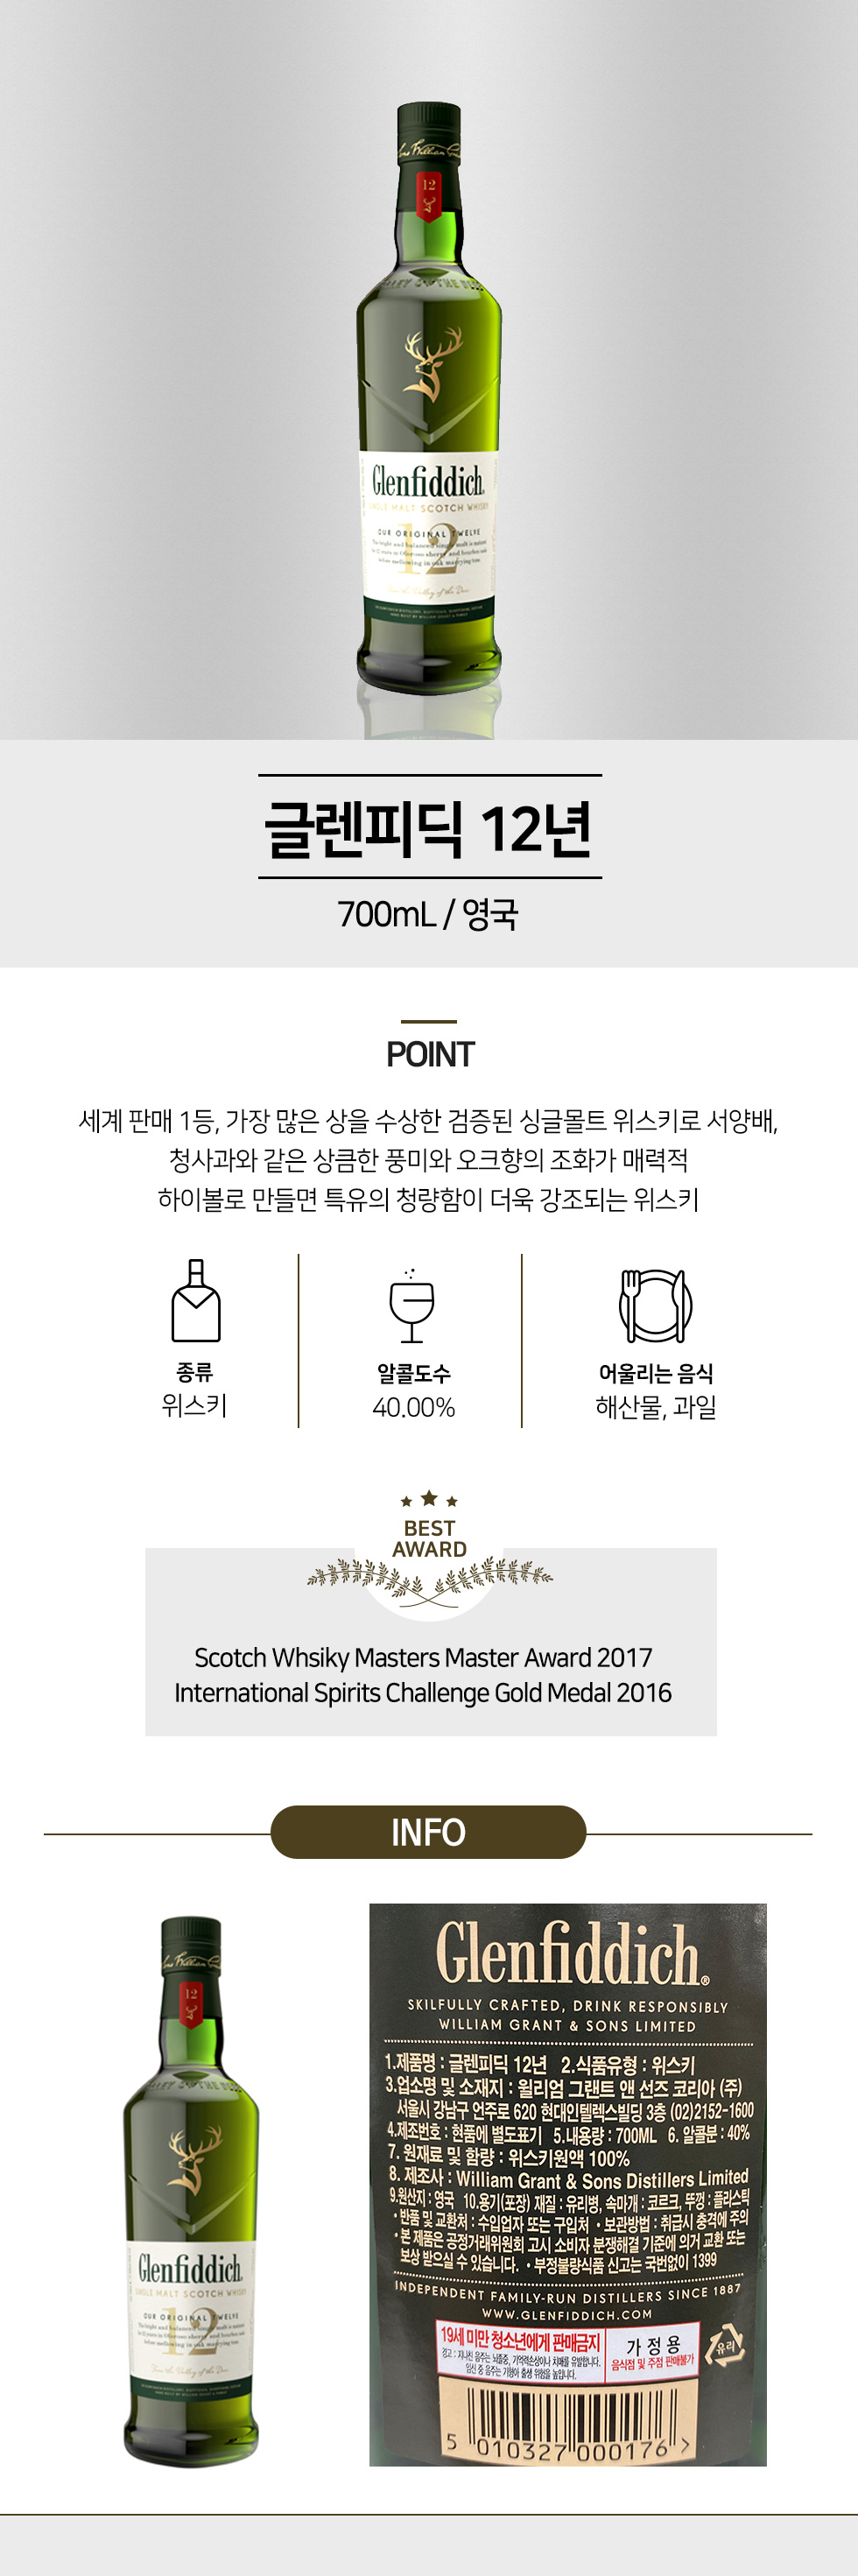 12
Glenfiddich
SINGLE MALT SCOTCH WHISKY
OUR ORIGINAL TWELVE
12
글렌피딕 12년
700mL / 영국
POINT
세계 판매 1등, 가장 많은 상을 수상한 검증된 싱글몰트 위스키로 서양배,
청사과와 같은 상큼한 풍미와 오크향의 조화가 매력적
하이볼로 만들면 특유의 청량함이 더욱 강조되는 위스키
종류
위스키
알콜도수
40.00%
어울리는 음식
해산물, 과일
BEST
AWARD
Scotch Whsiky Masters Master Award 2017
International Spirits Challenge Gold Medal 2016
INFO
12
Glenfiddich
SINGLE MALT SCOTCH WHISKY
OUR ORIGINAL TWELVE
12
Glenfiddich®
SKILFULLY CRAFTED, DRINK RESPONSIBLY
WILLIAM GRANT & SONS LIMITED
1.제품명 : 글렌피딕 12년 2.식품유형 : 위스키
3.업소명 및 소재지 : 윌리엄 그랜트 앤 선즈 코리아 (주)
서울시 강남구 언주로 620 현대인텔렉스빌딩 3층 (02)2152-1600
4.제조번호 : 현품에 별도표기 5.내용량 : 700ML 6. 알콜분 : 40%
7. 원재료 및 함량 : 위스키원액 100%
8. 제조사 : William Grant & Sons Distillers Limited
9.원산지 : 영국 10.용기(포장) 재질 : 유리병, 속마개 : 코르크, 뚜껑 : 플라스틱
• 반품 및 교환처 : 수입업자 또는 구입처 • 보관방법 : 취급시 충격에 주의
• 본 제품은 공정거래위원회 고시 소비자 분쟁해결 기준에 의거 교환 또는
보상 받으실 수 있습니다. • 부정불량식품 신고는 국번없이 1399
INDEPENDENT FAMILY-RUN DISTILLERS SINCE 1887
WWW.GLENFIDDICH.COM
19세 미만 청소년에게 판매금지
경고 : 지나친 음주는 뇌졸중, 기억력손상이나 치매를 유발합니다.
임신 중 음주는 기형아 출생 위험을 높입니다.
가 정 용
음식점 및 주점 판매불가
유리
5 010327 000176 >